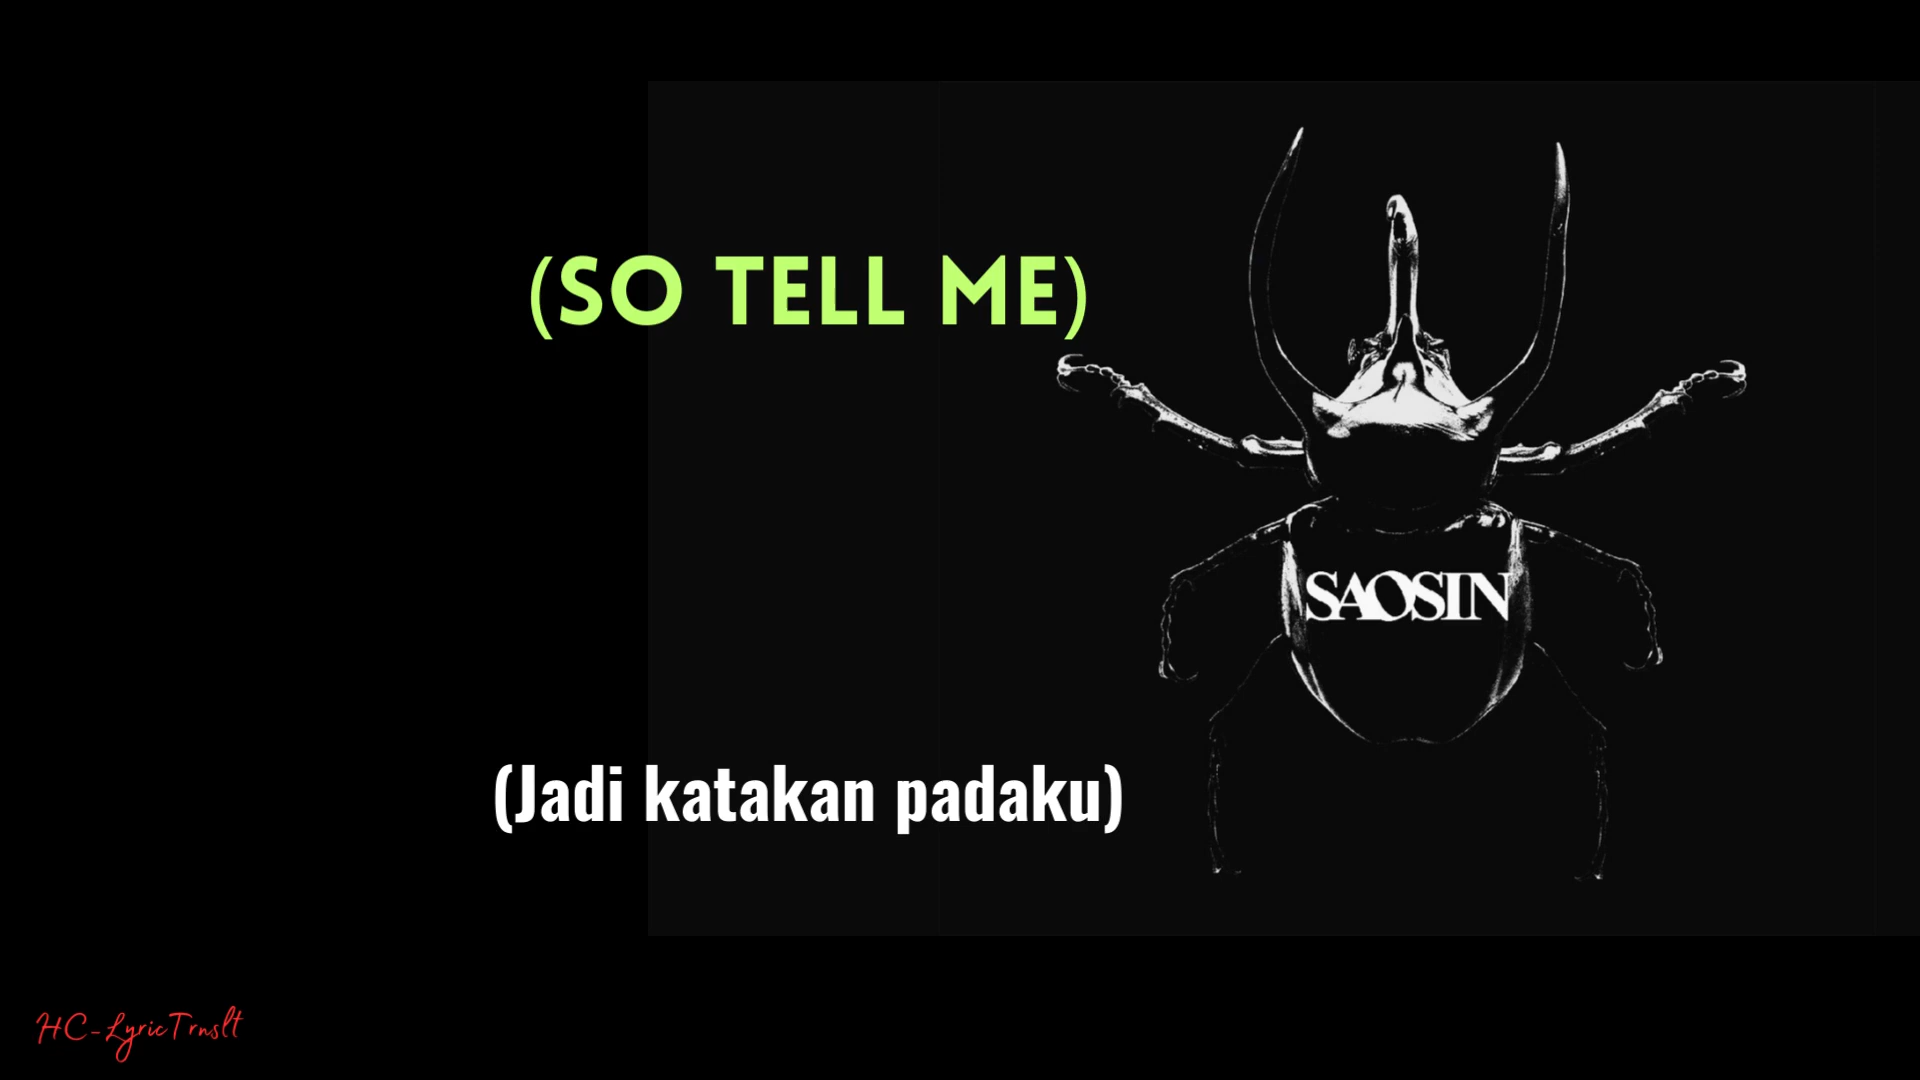 (SO TELL ME)
SAOSIN
(Jadi katakan padaku)
HC-LyricTrnslt